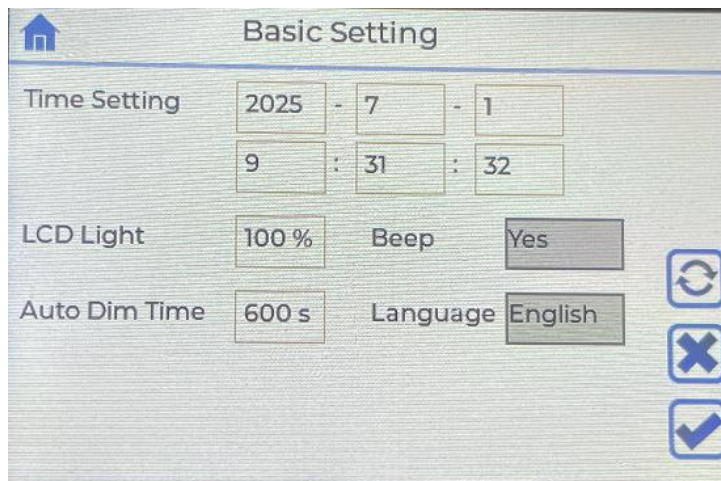 Basic Setting
Time Setting 2025 - 7 - 1
9 : 31 : 32
LCD Light 100 % Beep Yes
Auto Dim Time 600 s Language English